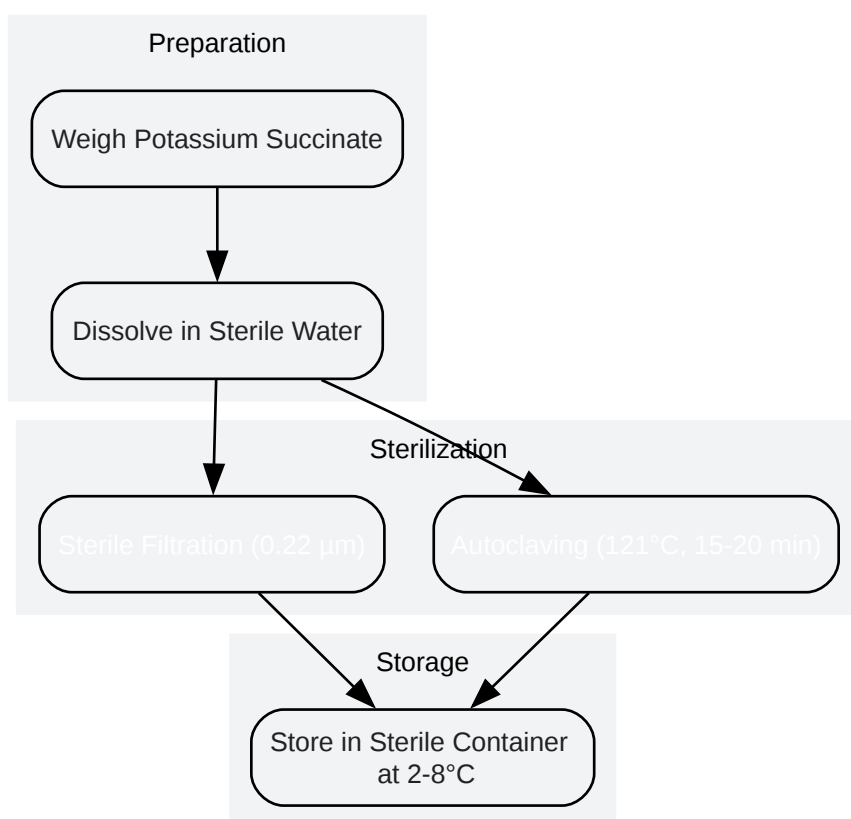 Preparation
Weigh Potassium Succinate
Dissolve in Sterile Water
Sterilization
Sterile Filtration (0.22 µm)
Autoclaving (121°C, 15-20 min)
Storage
Store in Sterile Container
at 2-8°C